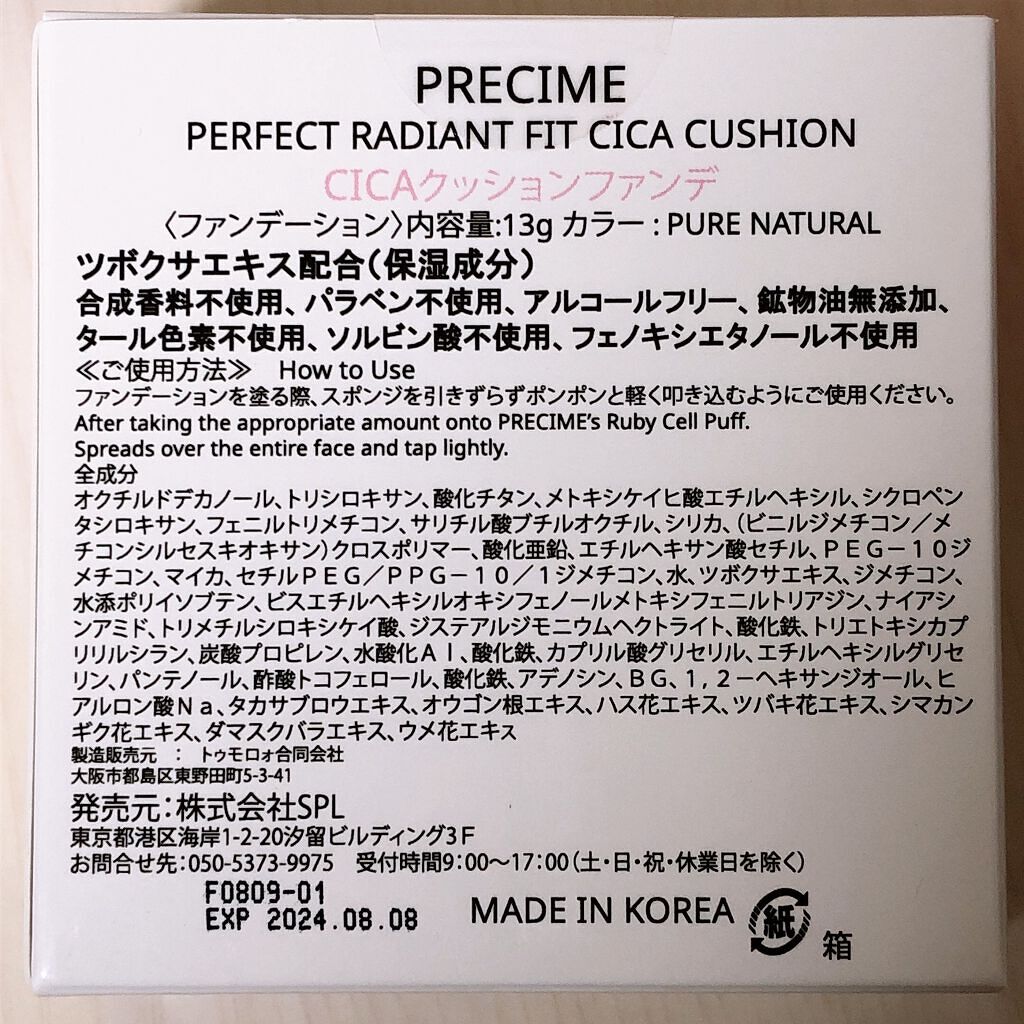 PRECIME
PERFECT RADIANT FIT CICA CUSHION
CICAクッションファンデ
〈ファンデーション〉内容量:13g カラー : PURE NATURAL
ツボクサエキス配合(保湿成分)
合成香料不使用、パラベン不使用、アルコールフリー、鉱物油無添加、
タール色素不使用、ソルビン酸不使用、フェノキシエタノール不使用
≪ご使用方法≫ How to Use
ファンデーションを塗る際、スポンジを引きずらずポンポンと軽く叩き込むようにご使用ください。
After taking the appropriate amount onto PRECIME's Ruby Cell Puff.
Spreads over the entire face and tap lightly.
全成分
オクチルドデカノール、トリシロキサン、酸化チタン、メトキシケイヒ酸エチルヘキシル、シクロペン
タシロキサン、フェニルトリメチコン、サリチル酸ブチルオクチル、シリカ、(ビニルジメチコン/メ
チコンシルセスキオキサン)クロスポリマー、酸化亜鉛、エチルヘキサン酸セチル、PEG-10ジ
メチコン、マイカ、セチルPEG/PPG-10/1ジメチコン、水、ツボクサエキス、ジメチコン、
水添ポリイソブテン、ビスエチルヘキシルオキシフェノールメトキシフェニルトリアジン、ナイアシ
ンアミド、トリメチルシロキシケイ酸、ジステアルジモニウムヘクトライト、酸化鉄、トリエトキシカプ
リリルシラン、炭酸プロピレン、水酸化Al、酸化鉄、カプリル酸グリセリル、エチルヘキシルグリセ
リン、パンテノール、酢酸トコフェロール、酸化鉄、アデノシン、BG、1,2-ヘキサンジオール、ヒ
アルロン酸Na、タカサブロウエキス、オウゴン根エキス、ハス花エキス、ツバキ花エキス、シマカン
ギク花エキス、ダマスクバラエキス、ウメ花エキス
製造販売元 : トゥモロォ合同会社
大阪市都島区東野田町5-3-41
発売元:株式会社SPL
東京都港区海岸1-2-20汐留ビルディング3F
お問合せ先:050-5373-9975 受付時間9:00～17:00(土・日・祝・休業日を除く)
F0809-01
EXP 2024.08.08
MADE IN KOREA
紙
箱